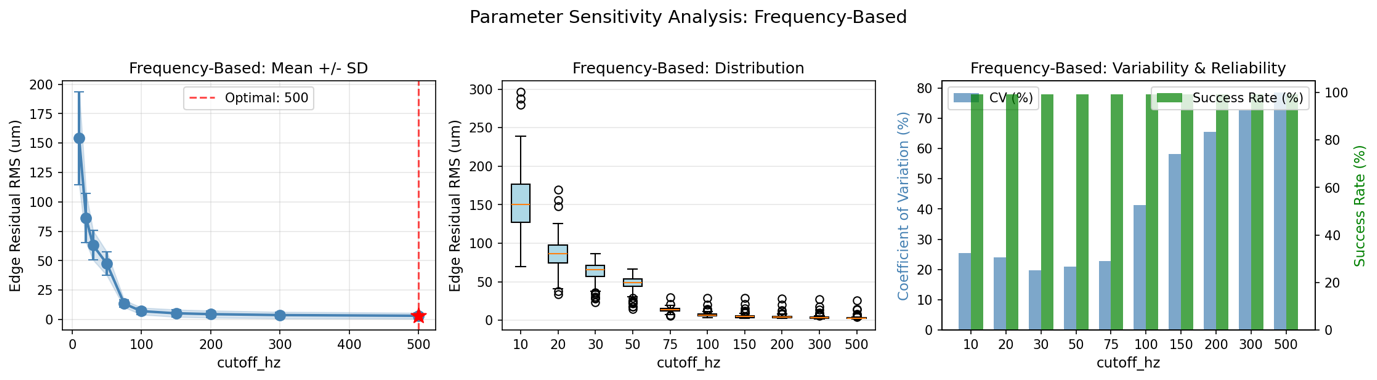 Parameter Sensitivity Analysis: Frequency-Based
Frequency-Based: Mean +/- SD
Edge Residual RMS (um)
200
175
150
125
100
75
50
25
0
Optimal: 500
0 100 200 300 400 500
cutoff_hz
Frequency-Based: Distribution
Edge Residual RMS (um)
300
250
200
150
100
50
0
10 20 30 50 75 100 150 200 300 500
cutoff_hz
Frequency-Based: Variability & Reliability
Coefficient of Variation (%)
80
70
60
50
40
30
20
10
0
CV (%)
Success Rate (%)
10 20 30 50 75 100 150 200 300 500
cutoff_hz
100
80
60
40
20
0
Success Rate (%)